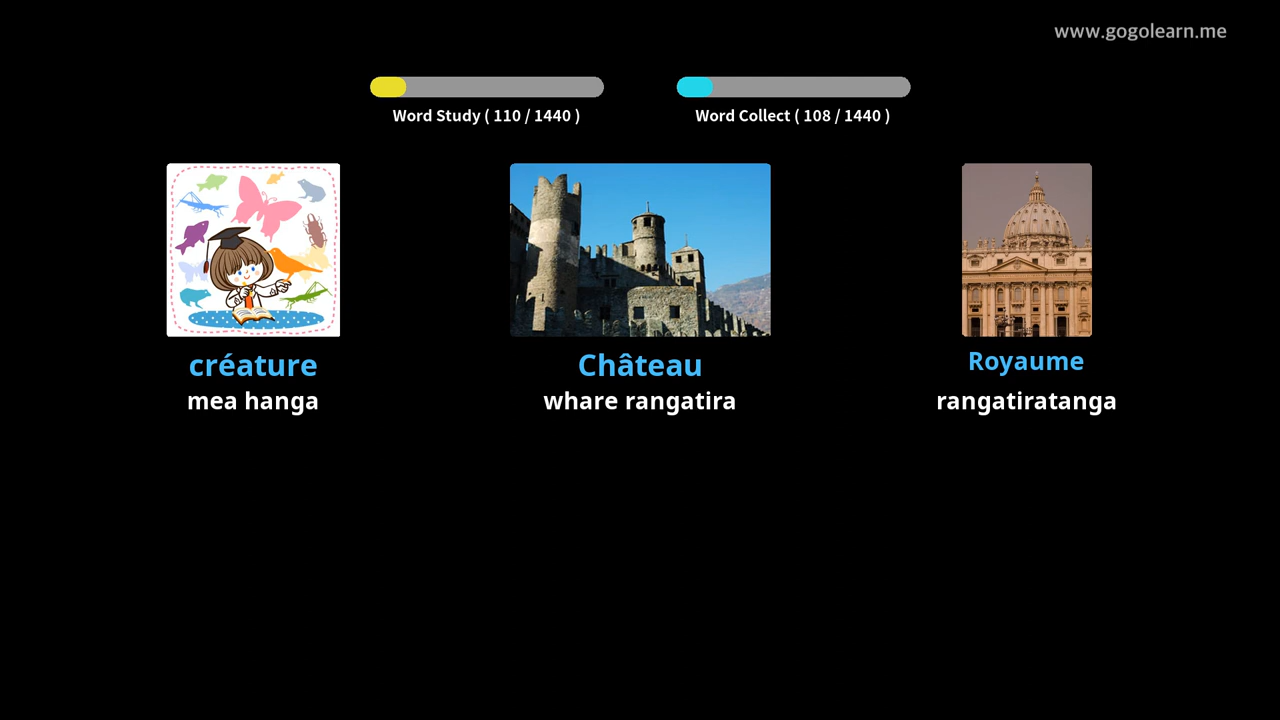 www.gogolearn.me
Word Study ( 110 / 1440 )
Word Collect ( 108 / 1440 )
créature
mea hanga
Château
whare rangatira
Royaume
rangatiratanga